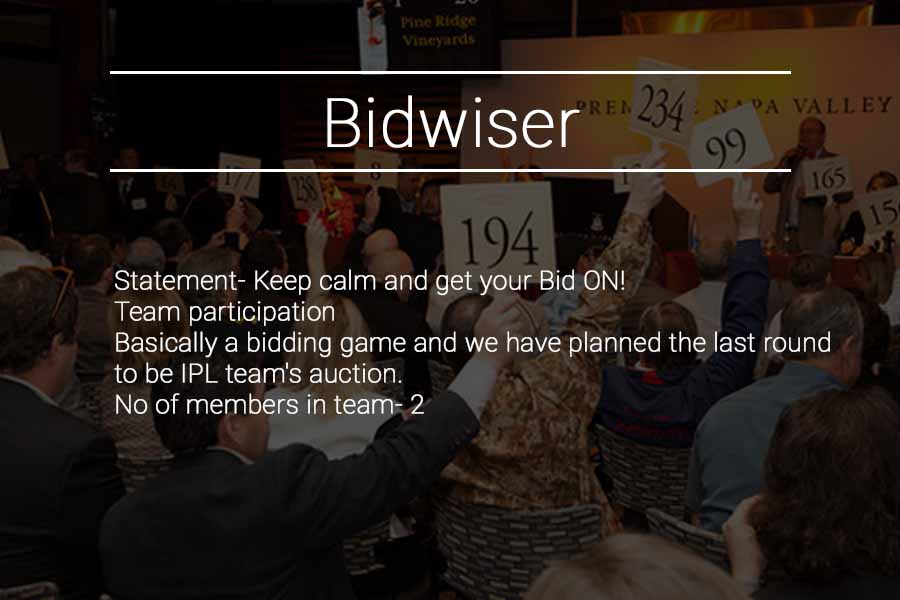 Pine Ridge
Vineyards
Bidwiser
NAPA VALLEY
234
99
177
238
8
165
194
Statement- Keep calm and get your Bid ON!
Team participation
Basically a bidding game and we have planned the last round
to be IPL team's auction.
No of members in team- 2